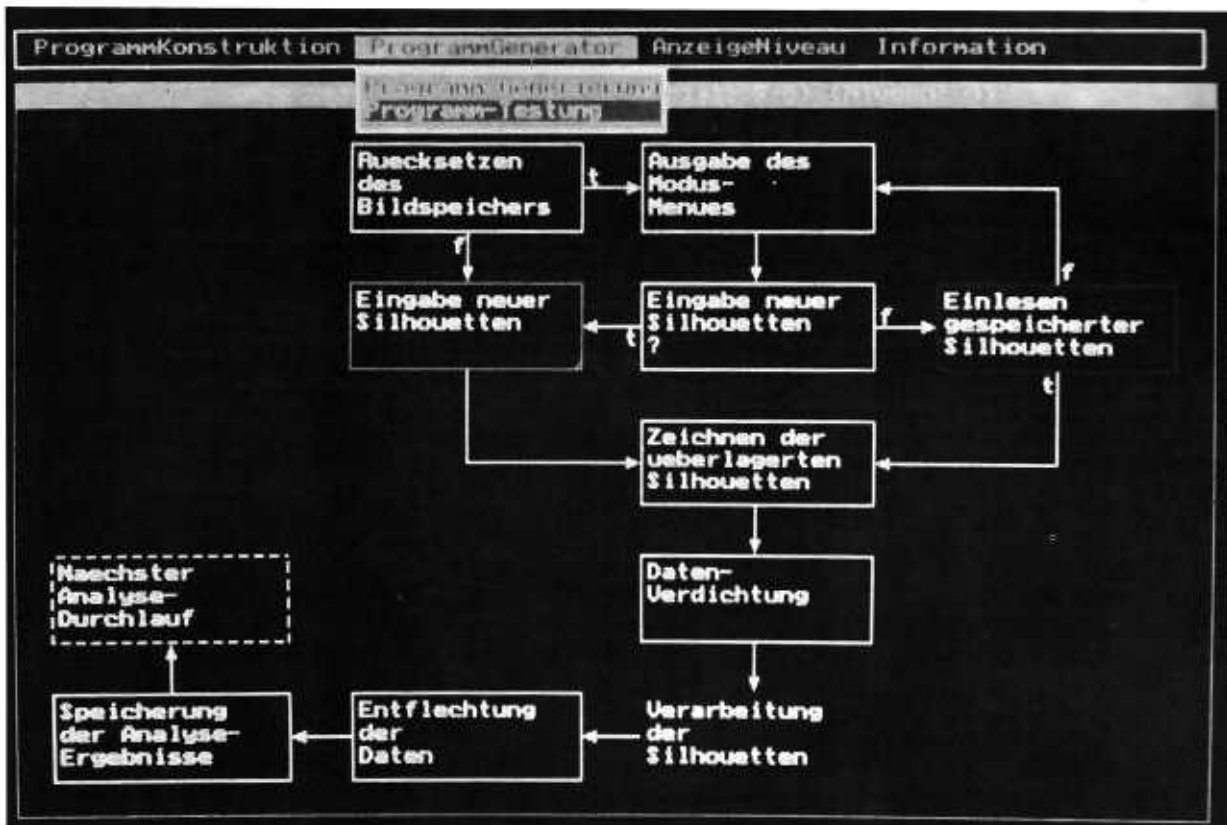 ProgrammKonstruktion ProgrammGenerator AnzeigeNiveau Information
Programm-Generierung
Programm-Testung
Ruecksetzen
des
Bildspeichers
t
Ausgabe des
Modus-
Menues
f
f
Eingabe neuer
Silhouetten
t
Eingabe neuer
Silhouetten
?
f
Einlesen
gespeicherter
Silhouetten
t
Zeichnen der
ueberlagerten
Silhouetten
Naechster
Analyse-
Durchlauf
Daten-
Verdichtung
Speicherung
der Analyse-
Ergebnisse
Entflechtung
der
Daten
Verarbeitung
der
Silhouetten